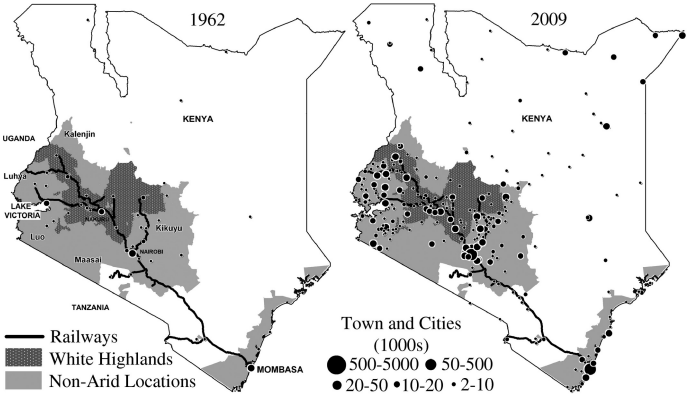 1962
KENYA
UGANDA
Kalenjin
Luhya
LAKE
VICTORIA
NAKURU
Kikuyu
Luo
NAIROBI
Maasai
TANZANIA
MOMBASA
Railways
White Highlands
Non-Arid Locations
2009
KENYA
Town and Cities
(1000s)
500-5000 50-500
20-50 10-20 2-10